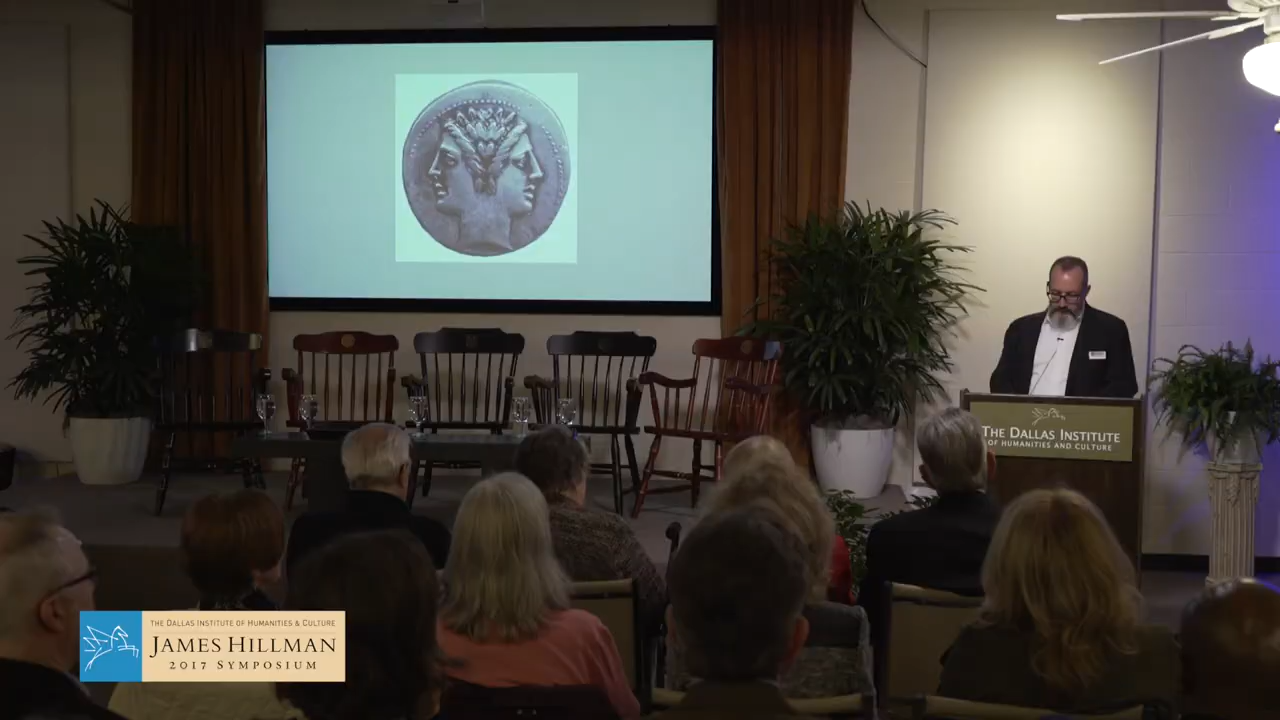 THE DALLAS INSTITUTE
OF HUMANITIES AND CULTURE
THE DALLAS INSTITUTE OF HUMANITIES & CULTURE
JAMES HILLMAN
2017 SYMPOSIUM